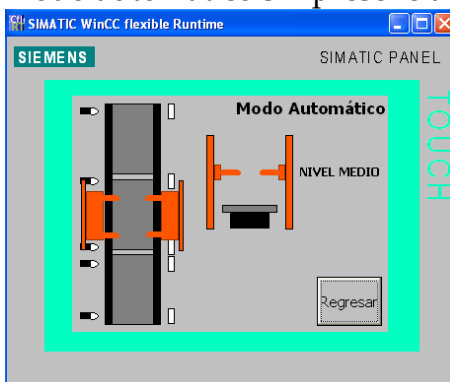 SIMATIC WinCC flexible Runtime
SIEMENS
SIMATIC PANEL
TOUCH
Modo Automático
NIVEL MEDIO
Regresar